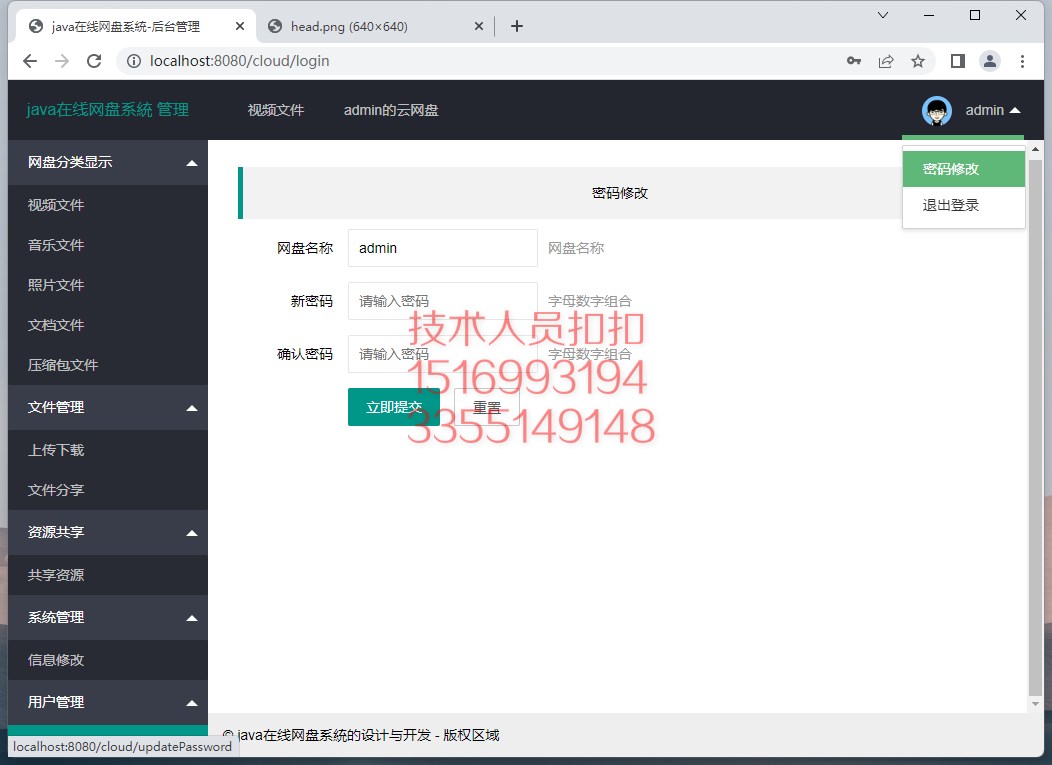 java在线网盘系统-后台管理
head.png (640×640)
localhost:8080/cloud/login
java在线网盘系統 管理
视频文件
admin的云网盘
admin
密码修改
退出登录
网盘分类显示
视频文件
音乐文件
照片文件
文档文件
压缩包文件
文件管理
上传下载
文件分享
资源共享
共享资源
系统管理
信息修改
用户管理
密码修改
网盘名称 admin 网盘名称
新密码 请输入密码 字母数字组合
确认密码 请输入密码 字母数字组合
立即提交 重置
技术人员扣扣
1516993194
3355149148
© java在线网盘系统的设计与开发 - 版权区域
localhost:8080/cloud/updatePassword